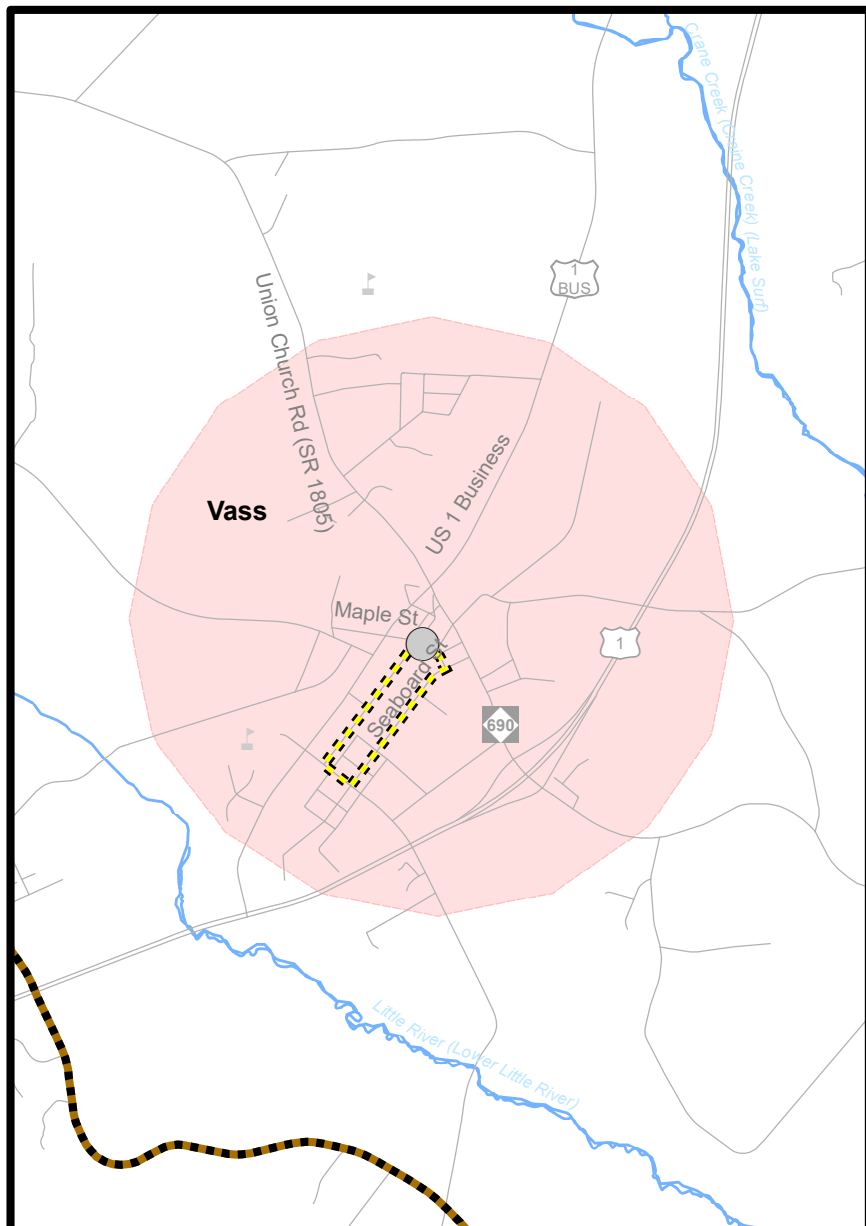 Crane Creek (Craine Creek) (Lake Surf)
1
BUS
Union Church Rd (SR 1805)
US 1 Business
Vass
Maple St
1
Seaboard St
690
Little River (Lower Little River)